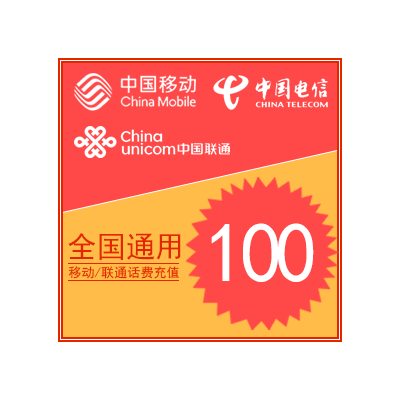 中国移动
China Mobile
中国电信
CHINA TELECOM
China
unicom中国联通
全国通用
移动/联通话费充值
100